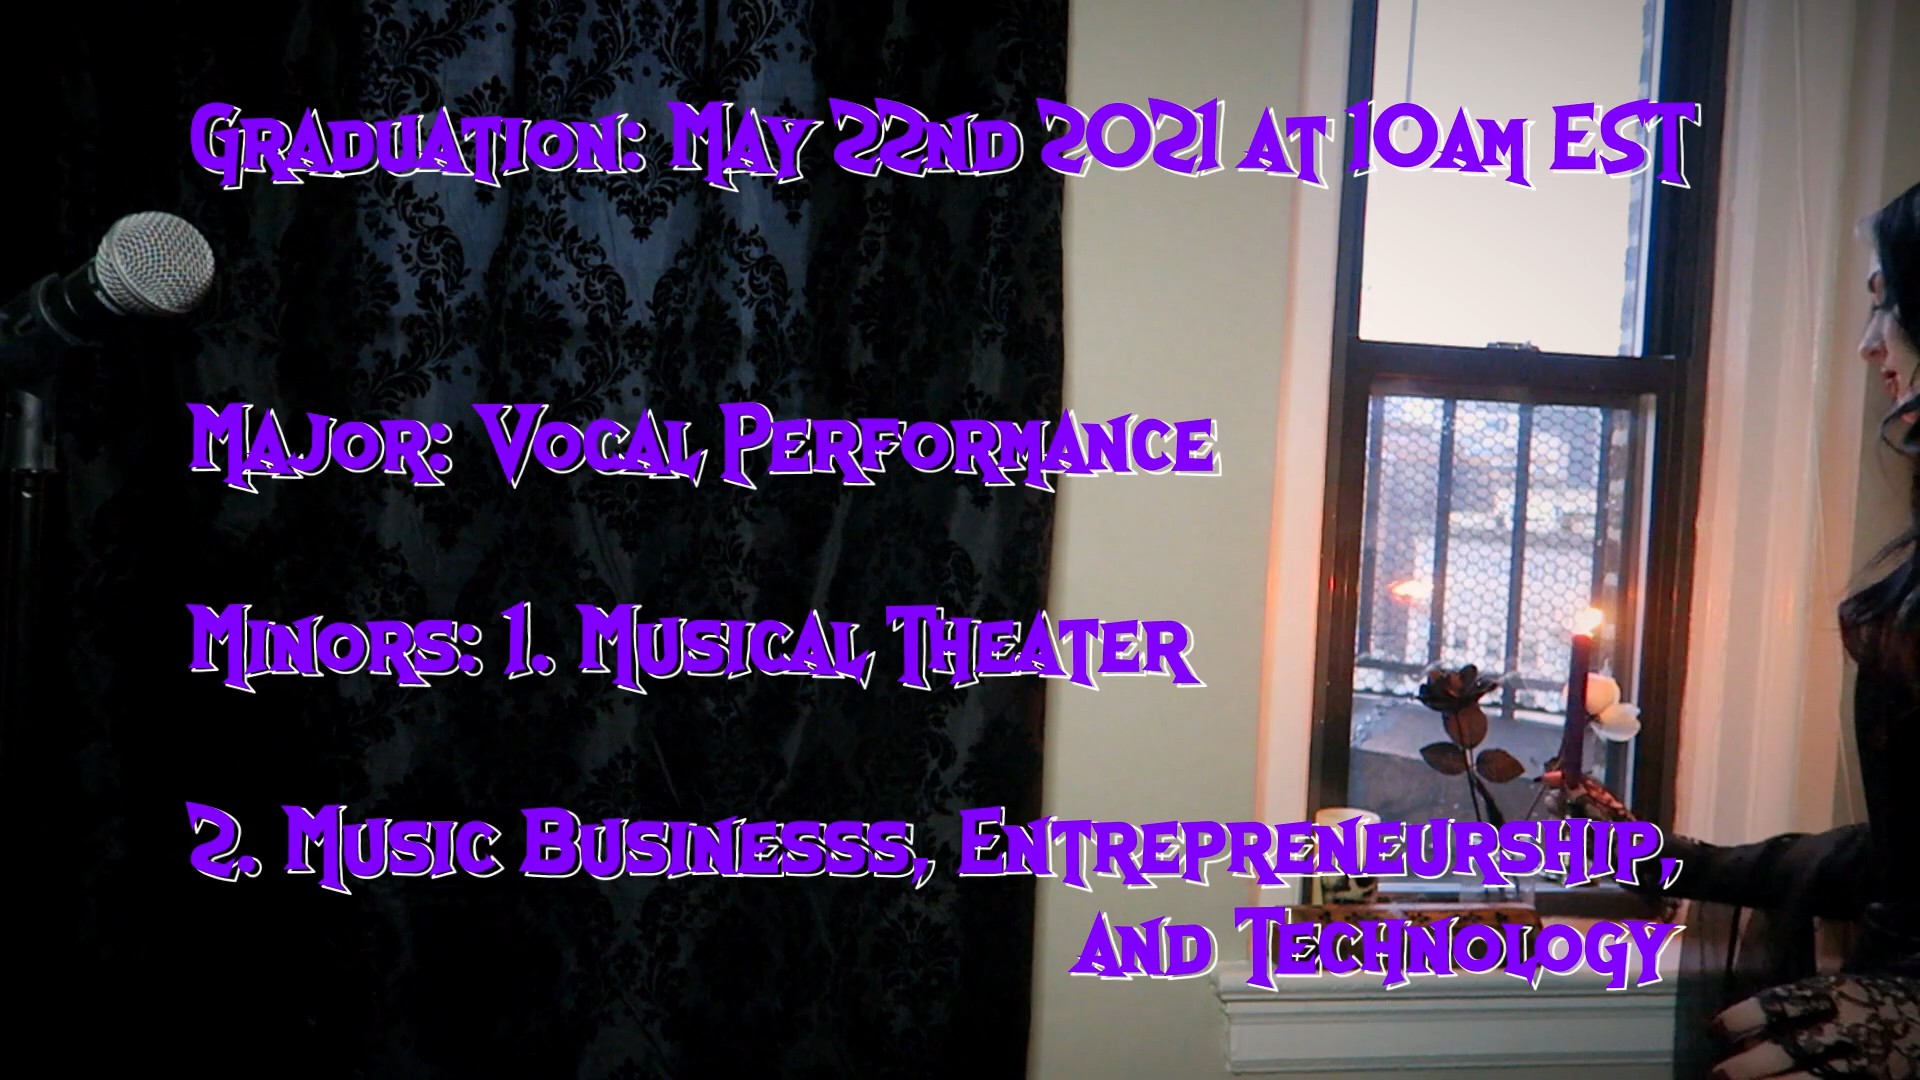 Graduation: May 22nd 2021 at 10am EST
Major: Vocal Performance
Minors: 1. Musical Theater
2. Music Businesss, Entrepreneurship,
and Technology